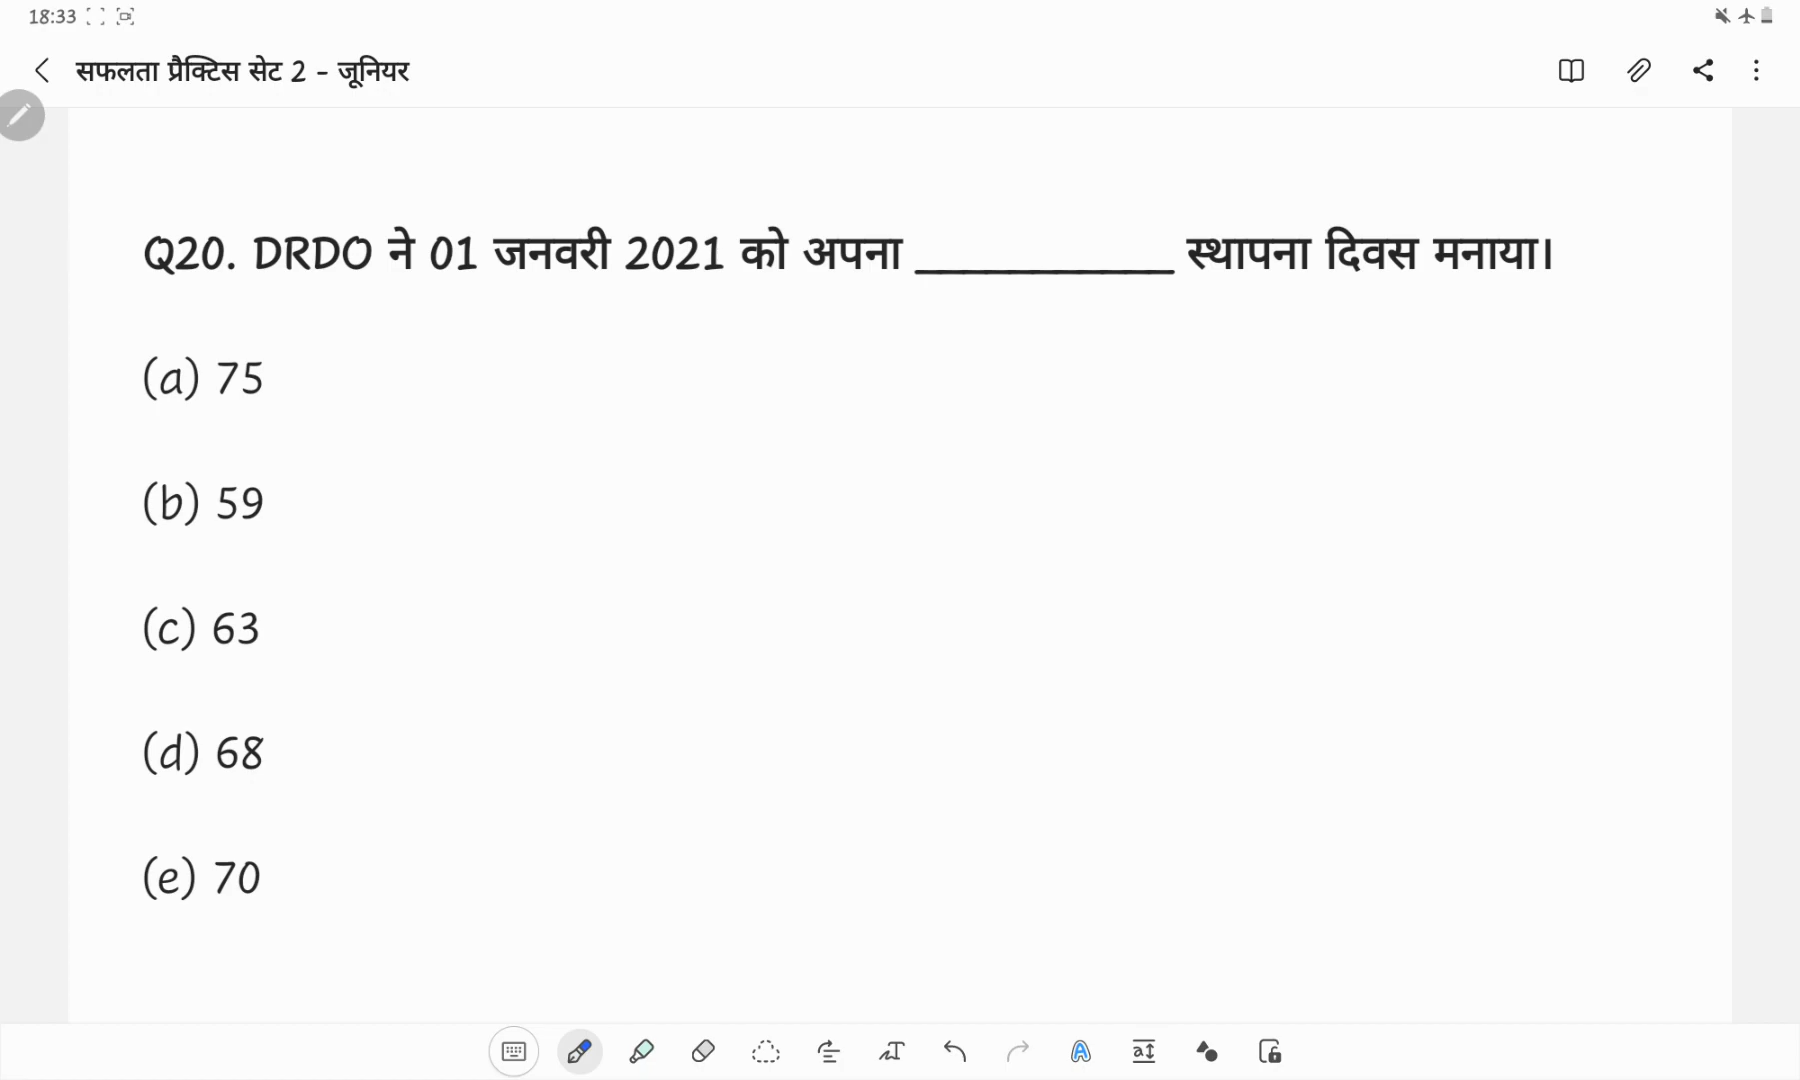 18:33
सफलता प्रैक्टिस सेट 2 - जूनियर
Q20. DRDO ने 01 जनवरी 2021 को अपना ___________ स्थापना दिवस मनाया।
(a) 75
(b) 59
(c) 63
(d) 68
(e) 70